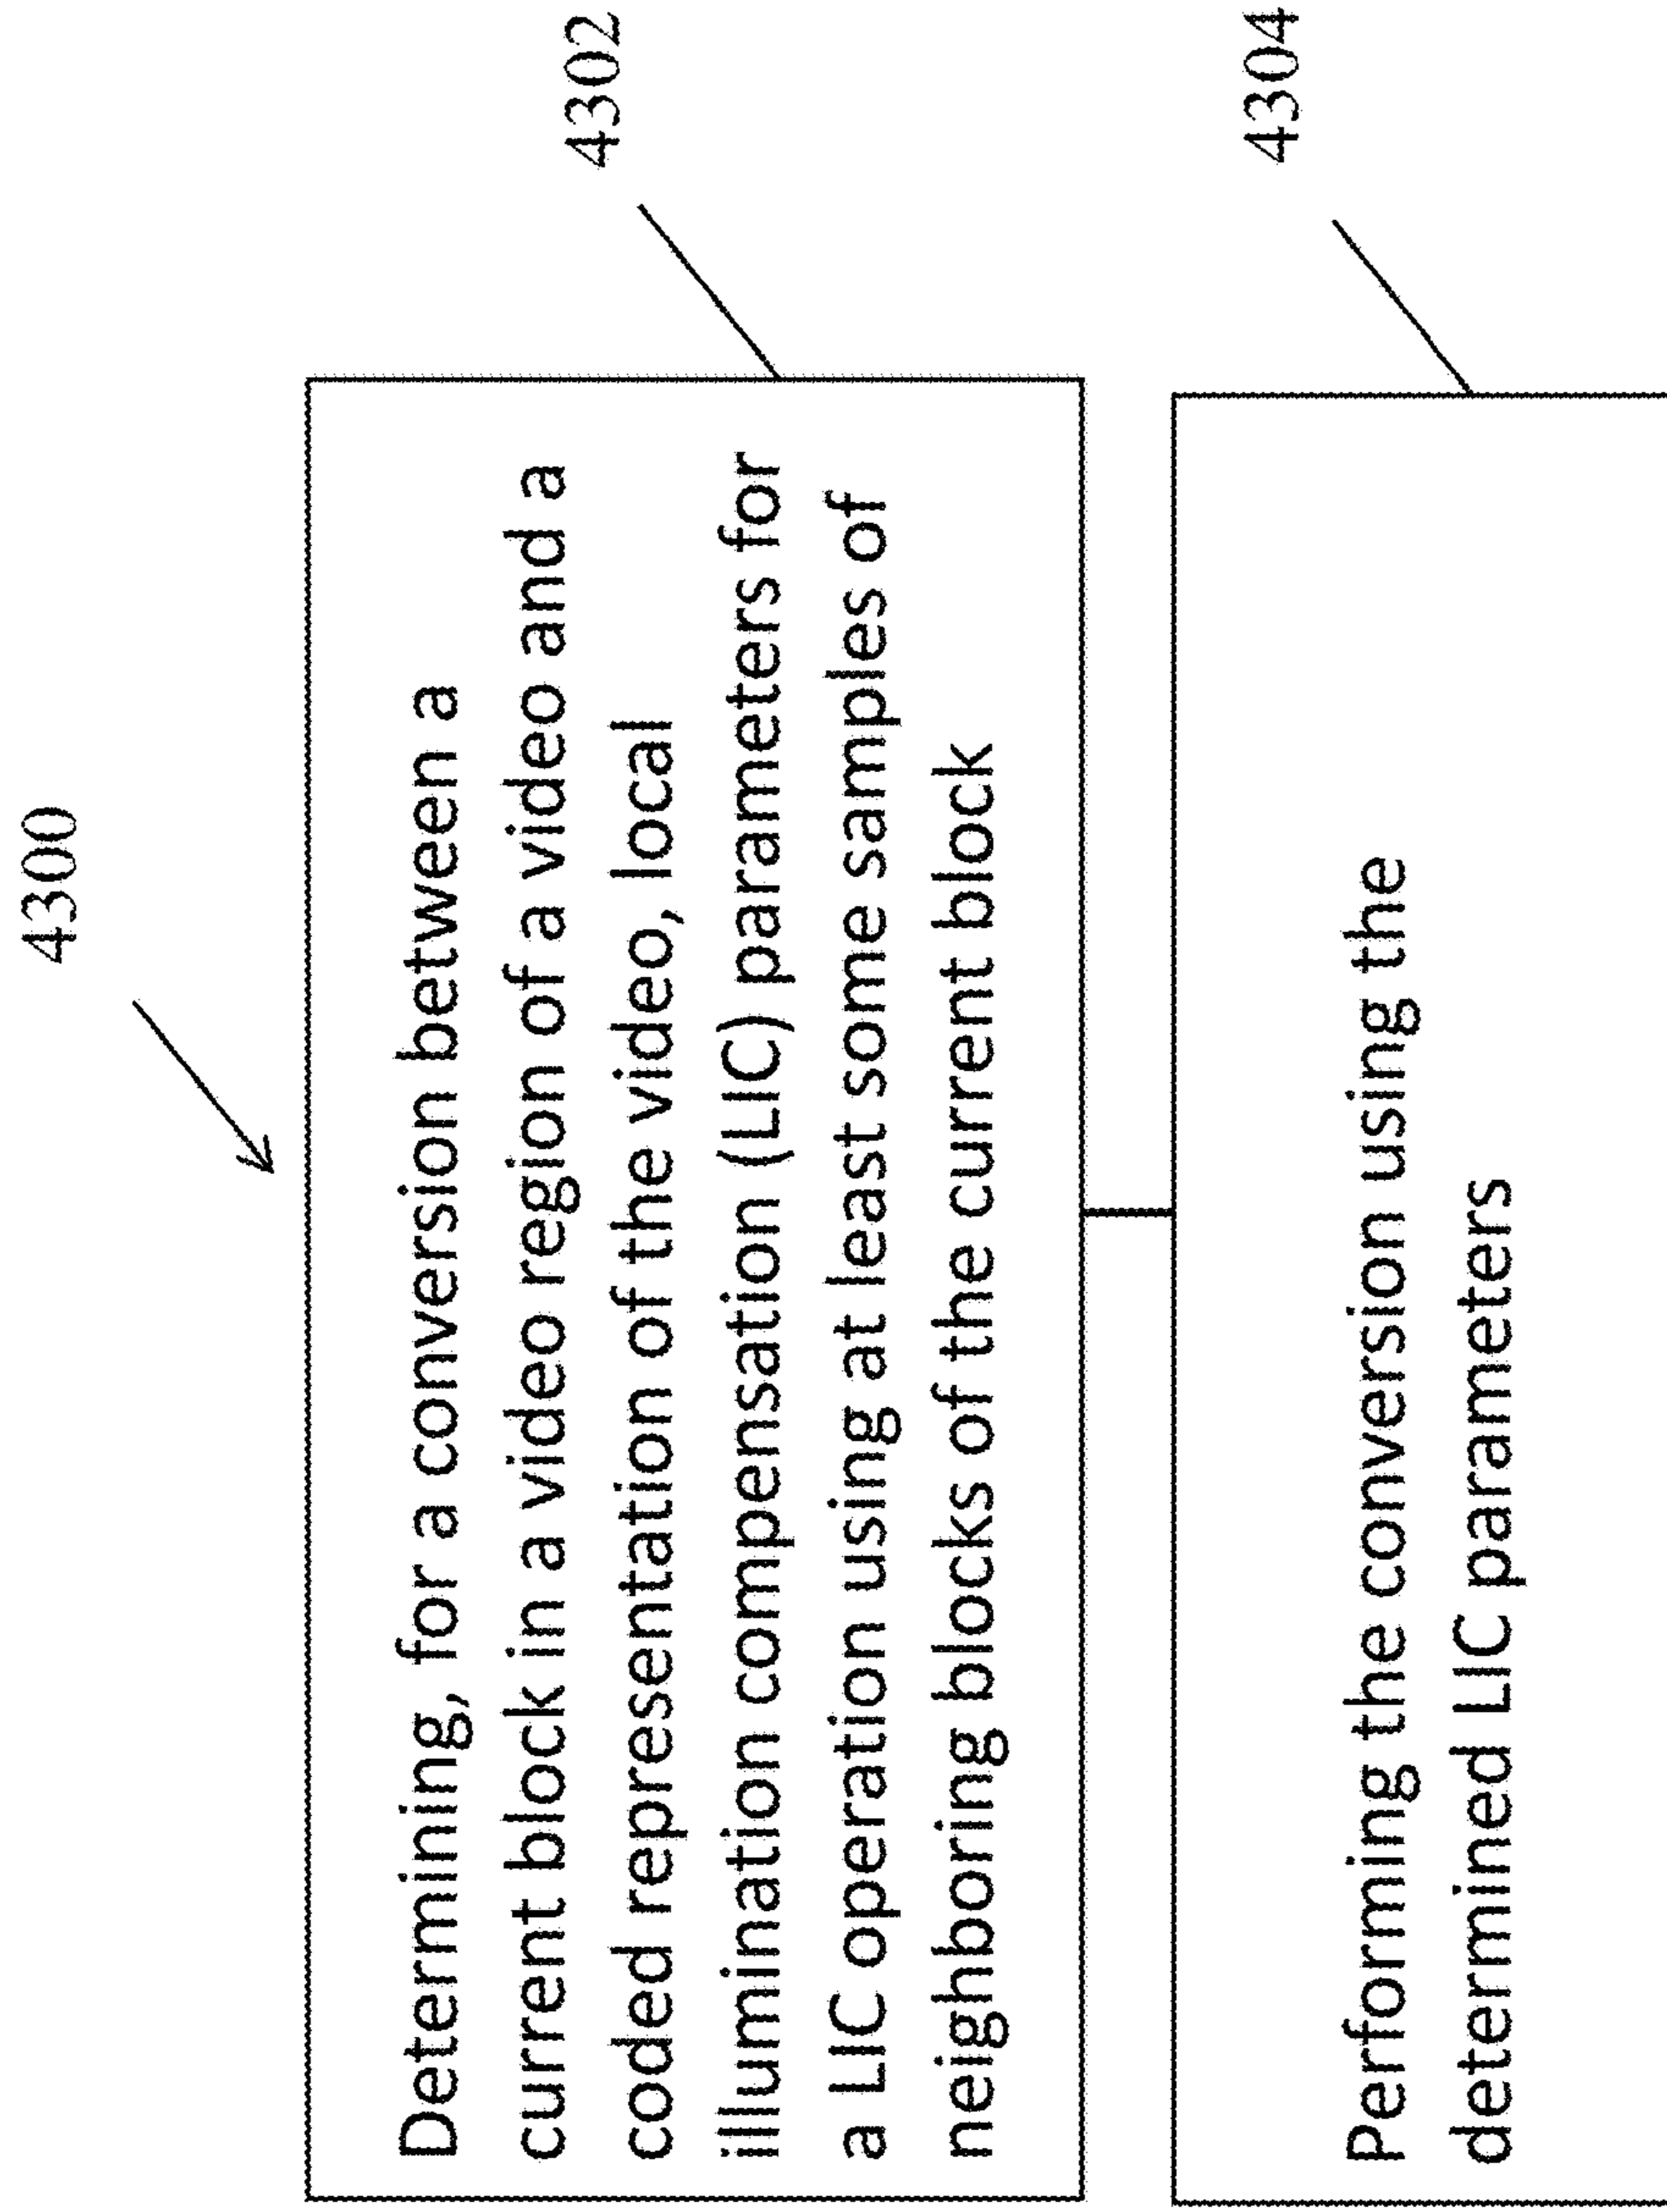 4300
Determining, for a conversion between a
current block in a video region of a video and a
coded representation of the video, local
illumination compensation (LIC) parameters for
a LIC operation using at least some samples of
neighboring blocks of the current block
4302
Performing the conversion using the
determined LIC parameters
4304